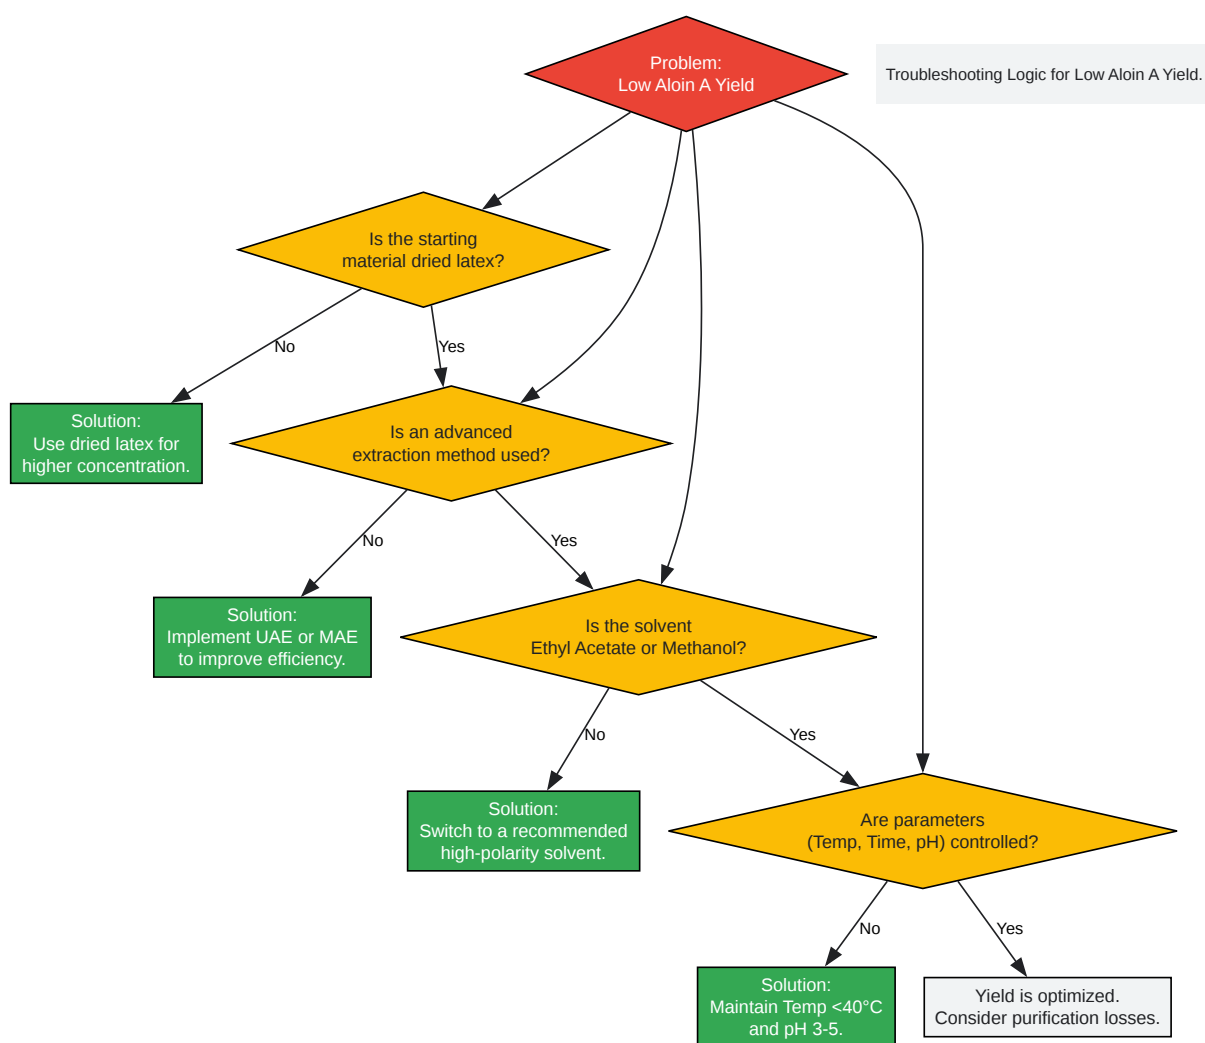 Problem:
Low Aloin A Yield
Troubleshooting Logic for Low Aloin A Yield.
Is the starting
material dried latex?
No
Yes
Solution:
Use dried latex for
higher concentration.
Is an advanced
extraction method used?
No
Yes
Solution:
Implement UAE or MAE
to improve efficiency.
Is the solvent
Ethyl Acetate or Methanol?
No
Yes
Solution:
Switch to a recommended
high-polarity solvent.
Are parameters
(Temp, Time, pH) controlled?
No
Yes
Solution:
Maintain Temp <40°C
and pH 3-5.
Yield is optimized.
Consider purification losses.